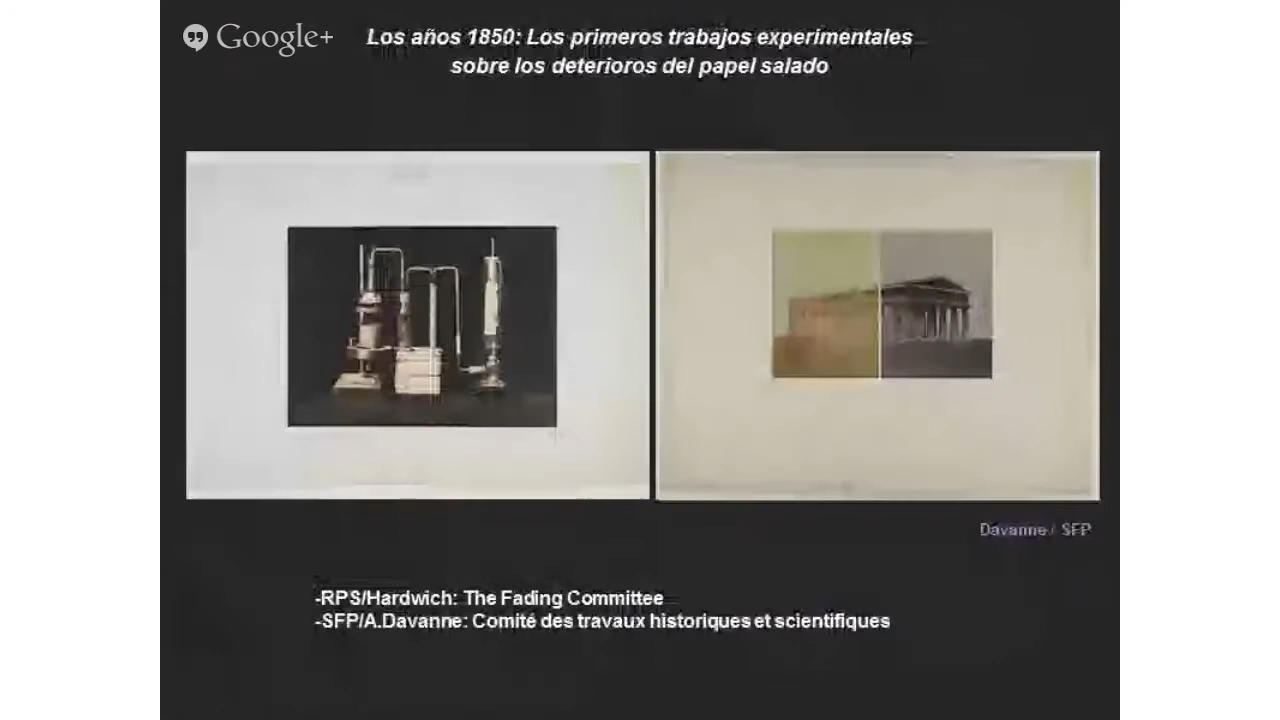 Google+
Los años 1850: Los primeros trabajos experimentales
sobre los deterioros del papel salado
Davanne / SFP
-RPS/Hardwich: The Fading Committee
-SFP/A.Davanne: Comité des travaux historiques et scientifiques